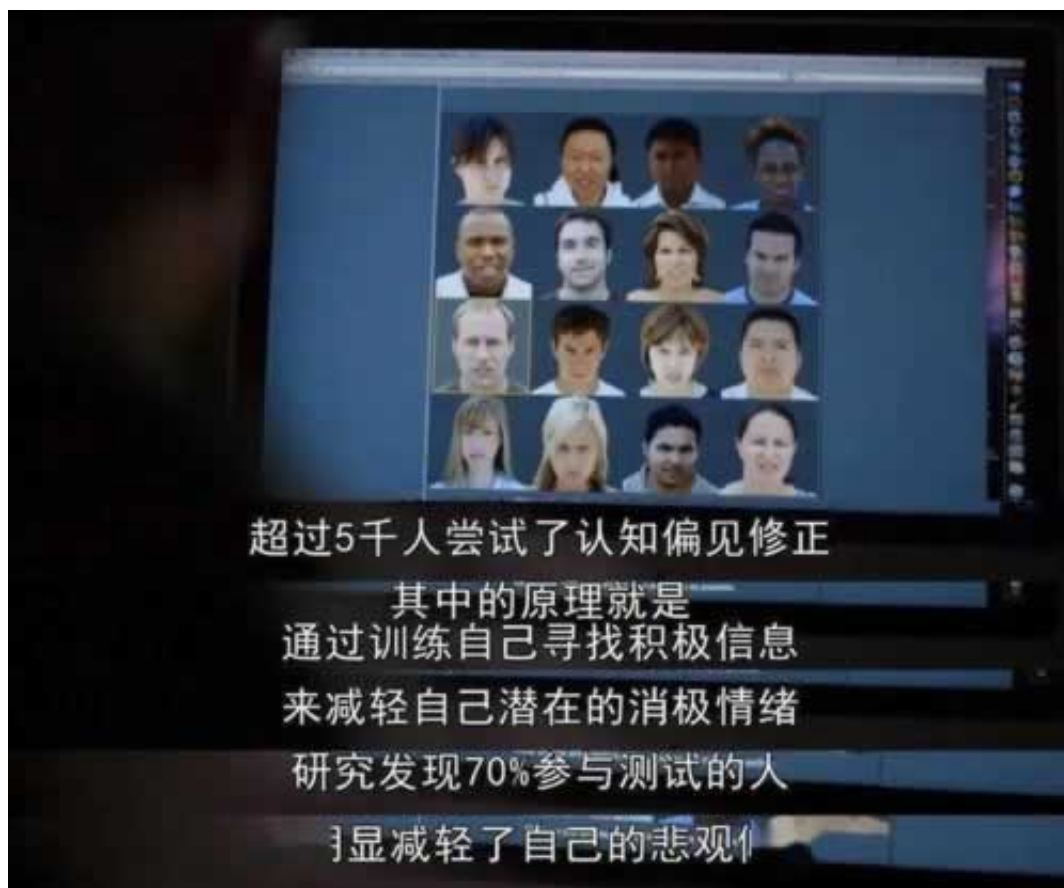 超过5千人尝试了认知偏见修正
其中的原理就是
通过训练自己寻找积极信息
来减轻自己潜在的消极情绪
研究发现70%参与测试的人
显减轻了自己的悲观